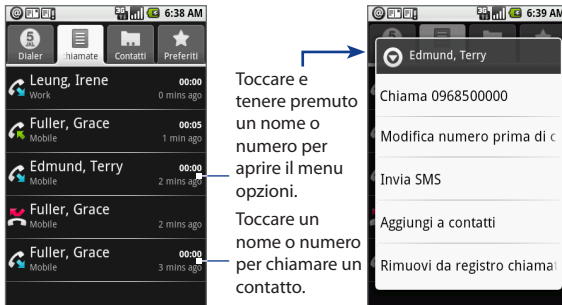 6:38 AM
Dialer
hiamate
Contatti
Preferiti
Leung, Irene
00:00
Work
0 mins ago
Fuller, Grace
00:05
Mobile
1 min ago
Edmund, Terry
00:00
Mobile
2 mins ago
Fuller, Grace
Mobile
2 mins ago
Fuller, Grace
00:00
Mobile
3 mins ago
Toccare e
tenere premuto
un nome o
numero per
aprire il menu
opzioni.
Toccare un
nome o numero
per chiamare un
contatto.
6:39 AM
Edmund, Terry
Chiama 0968500000
Modifica numero prima di c
Invia SMS
Aggiungi a contatti
Rimuovi da registro chiamat